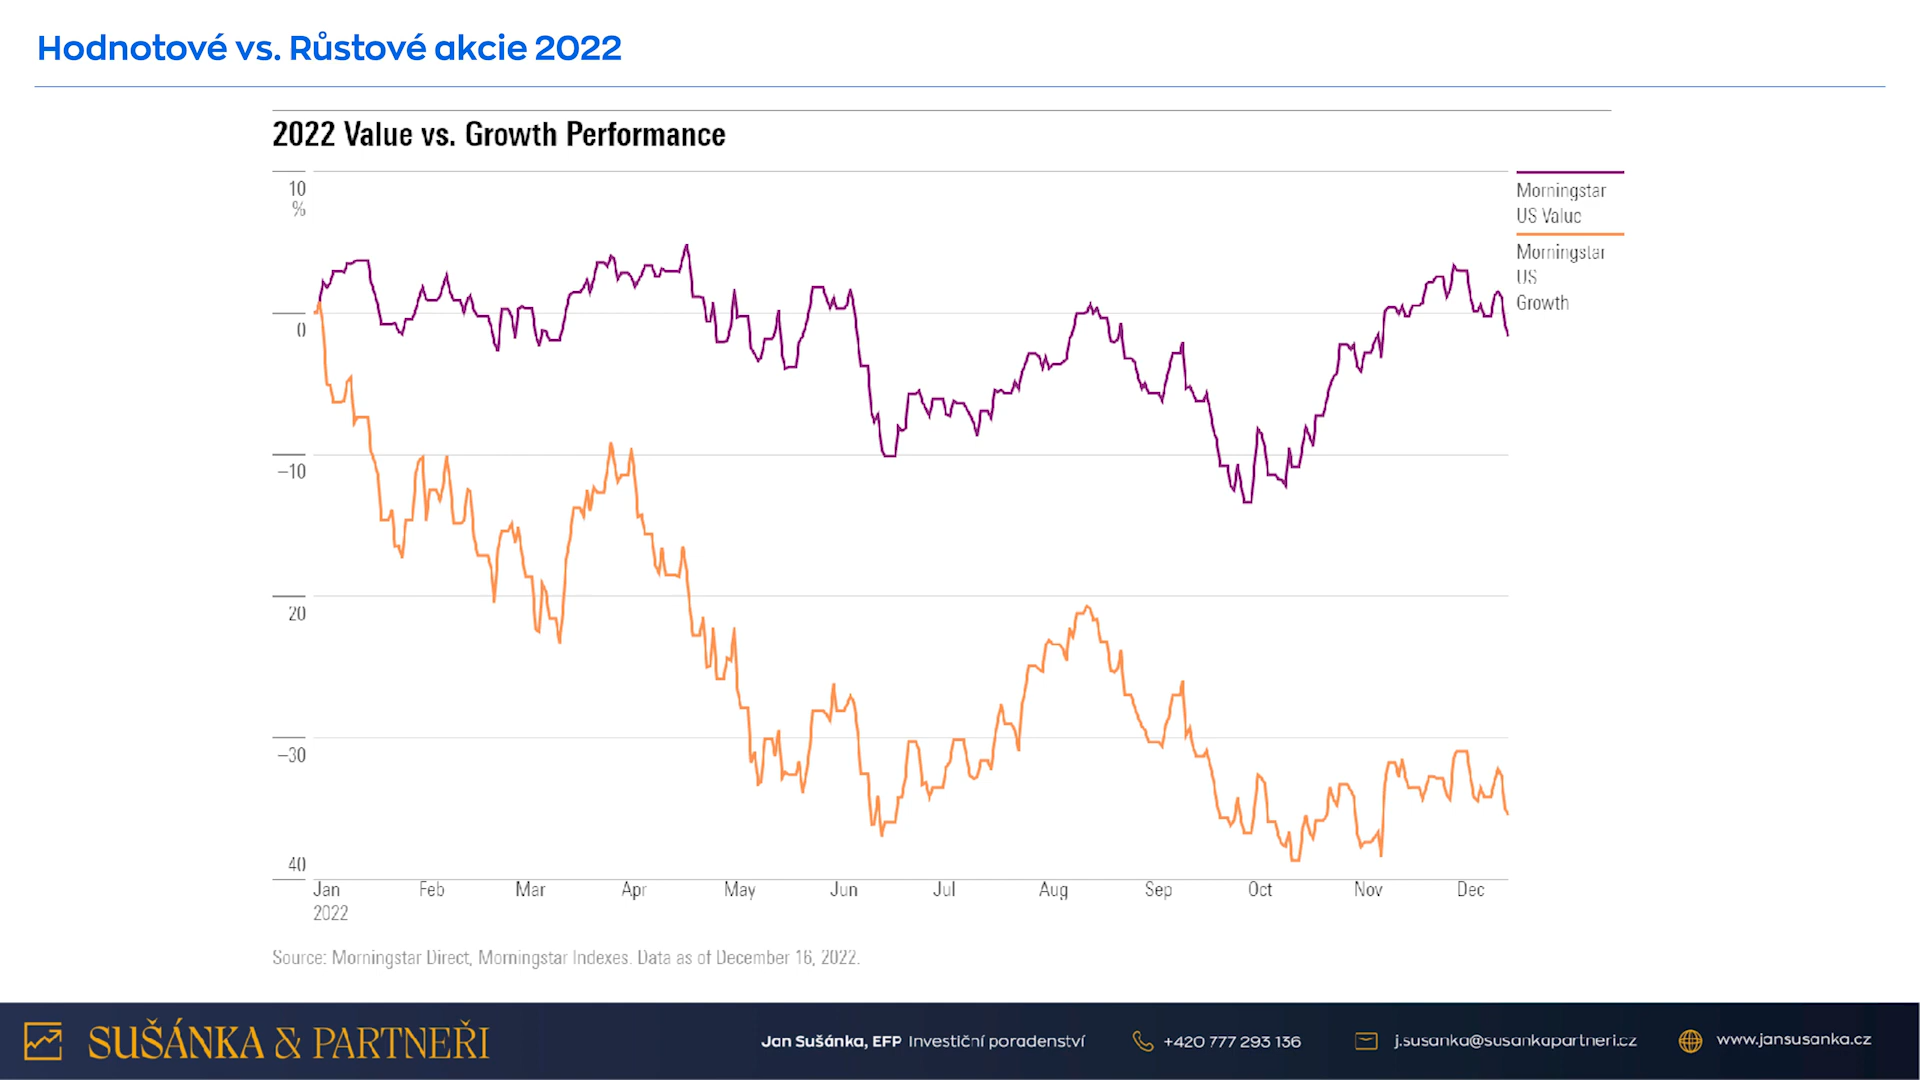 Hodnotové vs. Růstové akcie 2022
2022 Value vs. Growth Performance
10
%
0
−10
20
−30
40
Jan
2022
Feb
Mar
Apr
May
Jun
Jul
Aug
Sep
Oct
Nov
Dec
Morningstar
US Value
Morningstar
US
Growth
Source: Morningstar Direct, Morningstar Indexes. Data as of December 16, 2022.
SUŠÁNKA & PARTNEŘI
Jan Sušánka, EFP Investiční poradenství
+420 777 293 136
j.susanka@susankapartneri.cz
www.jansusanka.cz